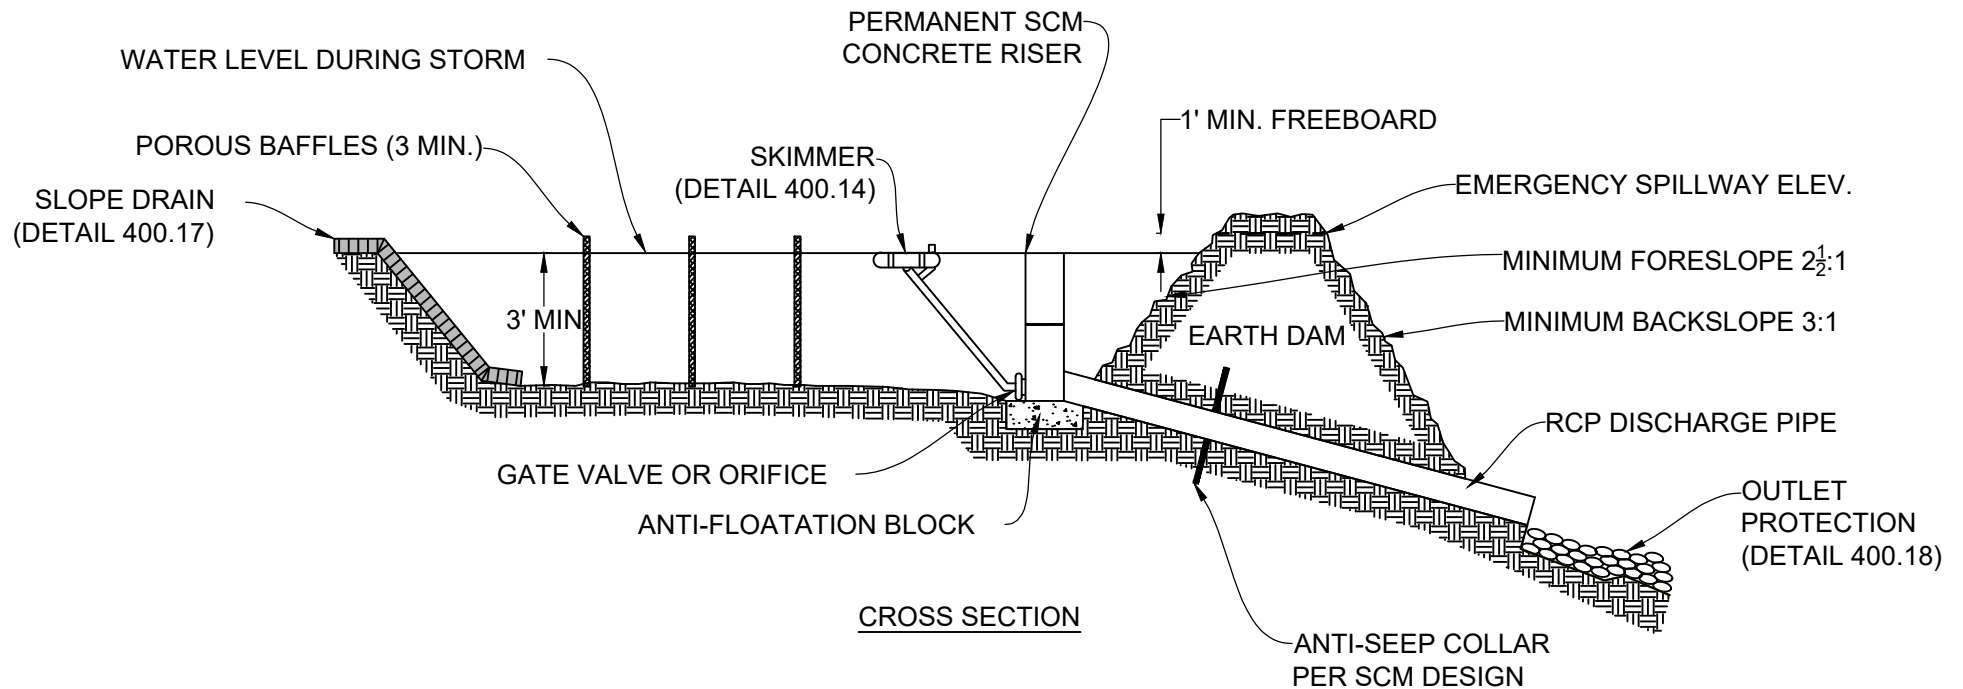 PERMANENT SCM
CONCRETE RISER
WATER LEVEL DURING STORM
1' MIN. FREEBOARD
POROUS BAFFLES (3 MIN.)
SKIMMER
(DETAIL 400.14)
SLOPE DRAIN
(DETAIL 400.17)
EMERGENCY SPILLWAY ELEV.
MINIMUM FORESLOPE 2½:1
3' MIN
MINIMUM BACKSLOPE 3:1
EARTH DAM
RCP DISCHARGE PIPE
GATE VALVE OR ORIFICE
ANTI-FLOATATION BLOCK
OUTLET
PROTECTION
(DETAIL 400.18)
CROSS SECTION
ANTI-SEEP COLLAR
PER SCM DESIGN